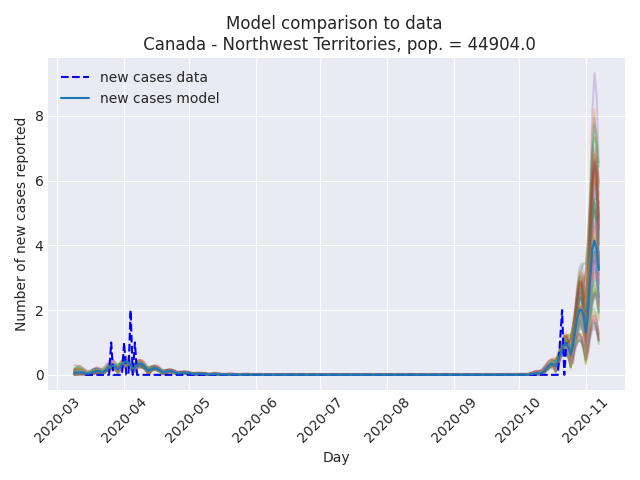 Model comparison to data
Canada - Northwest Territories, pop. = 44904.0
new cases data
new cases model
Number of new cases reported
8
6
4
2
0
2020-03
2020-04
2020-05
2020-06
2020-07
2020-08
2020-09
2020-10
2020-11
Day